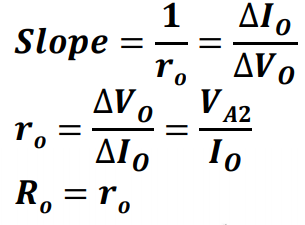 Slope = 1/r_o = ΔI_O/ΔV_O
r_o = ΔV_O/ΔI_O = V_A2/I_O
R_o = r_o